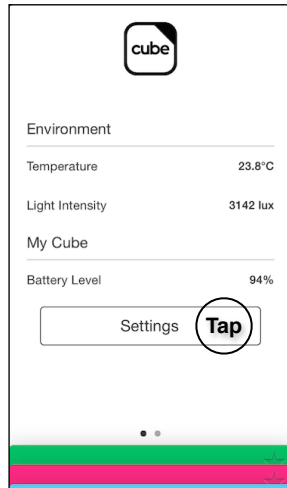 cube
Environment
Temperature 23.8°C
Light Intensity 3142 lux
My Cube
Battery Level 94%
Settings Tap